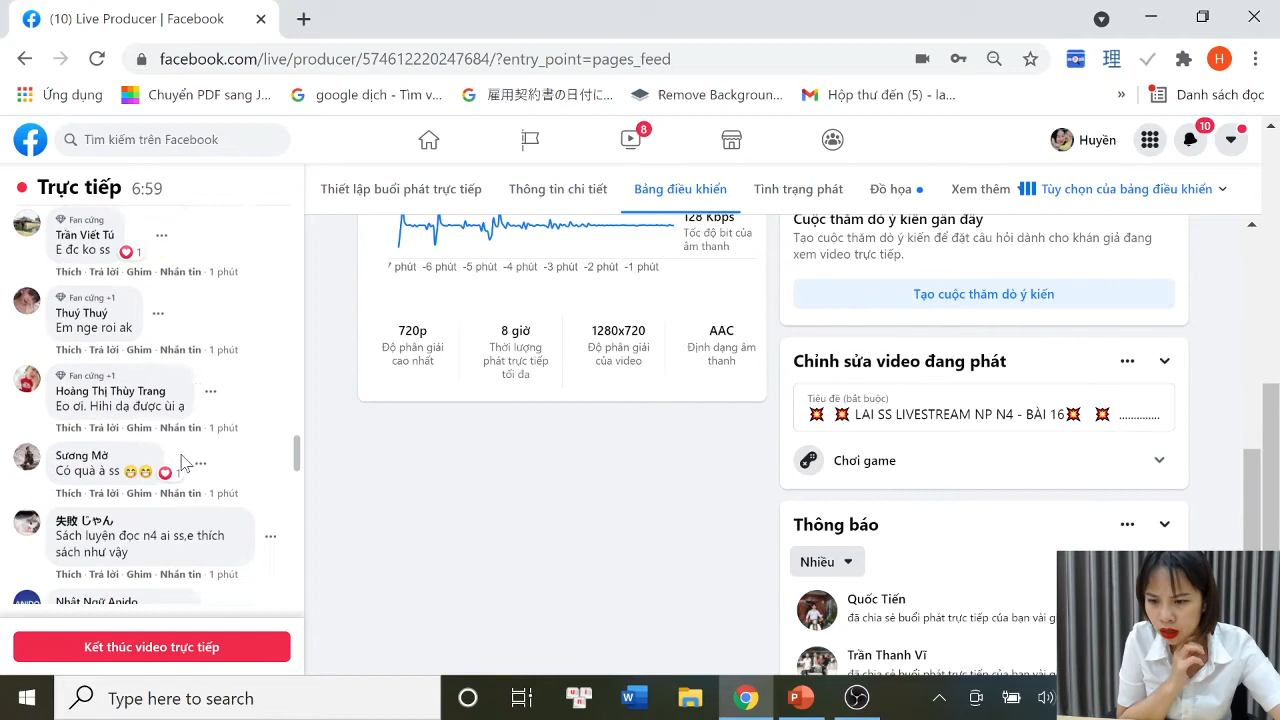 (10) Live Producer | Facebook
facebook.com/live/producer/574612220247684/?entry_point=pages_feed
Ứng dụng
Chuyển PDF sang J...
google dịch - Tìm v...
雇用契約書の日付に...
Remove Backgroun...
Hộp thư đến (5) - la...
»
Danh sách đọc
Tìm kiếm trên Facebook
8
Huyền
10
Trực tiếp 6:59
Thiết lập buổi phát trực tiếp
Thông tin chi tiết
Bảng điều khiển
Tình trạng phát
Đồ họa
Xem thêm
Tùy chọn của bảng điều khiển
Fan cứng
Trần Viết Tú
E đc ko ss
1
Thích · Trả lời · Ghim · Nhắn tin · 1 phút
Fan cứng +1
Thuý Thuý
Em nge roi ak
Thích · Trả lời · Ghim · Nhắn tin · 1 phút
Fan cứng +1
Hoàng Thị Thùy Trang
Eo ơi. Hihi dạ được ùi ạ
Thích · Trả lời · Ghim · Nhắn tin · 1 phút
Sương Mờ
Có quà à ss 😁😁
1
Thích · Trả lời · Ghim · Nhắn tin · 1 phút
失敗 じゃん
Sách luyện đọc n4 ai ss,e thích
sách như vậy
Thích · Trả lời · Ghim · Nhắn tin · 1 phút
Nhật Ngữ Anido
Kết thúc video trực tiếp
128 Kbps
Tốc độ bit của
âm thanh
7 phút -6 phút -5 phút -4 phút -3 phút -2 phút -1 phút
720p
Độ phân giải
cao nhất
8 giờ
Thời lượng
phát trực tiếp
tối đa
1280x720
Độ phân giải
của video
AAC
Định dạng âm
thanh
Cuộc thăm dò ý kiến gần đây
Tạo cuộc thăm dò ý kiến để đặt câu hỏi dành cho khán giả đang
xem video trực tiếp.
Tạo cuộc thăm dò ý kiến
Chỉnh sửa video đang phát
Tiêu đề (bắt buộc)
💥 💥 LAI SS LIVESTREAM NP N4 - BÀI 16💥 💥 ..............
Chơi game
Thông báo
Nhiều
Quốc Tiến
đã chia sẻ buổi phát trực tiếp của bạn vài g
Trần Thanh Vĩ
đã chia sẻ buổi phát trực tiếp của bạn vài g
Type here to search